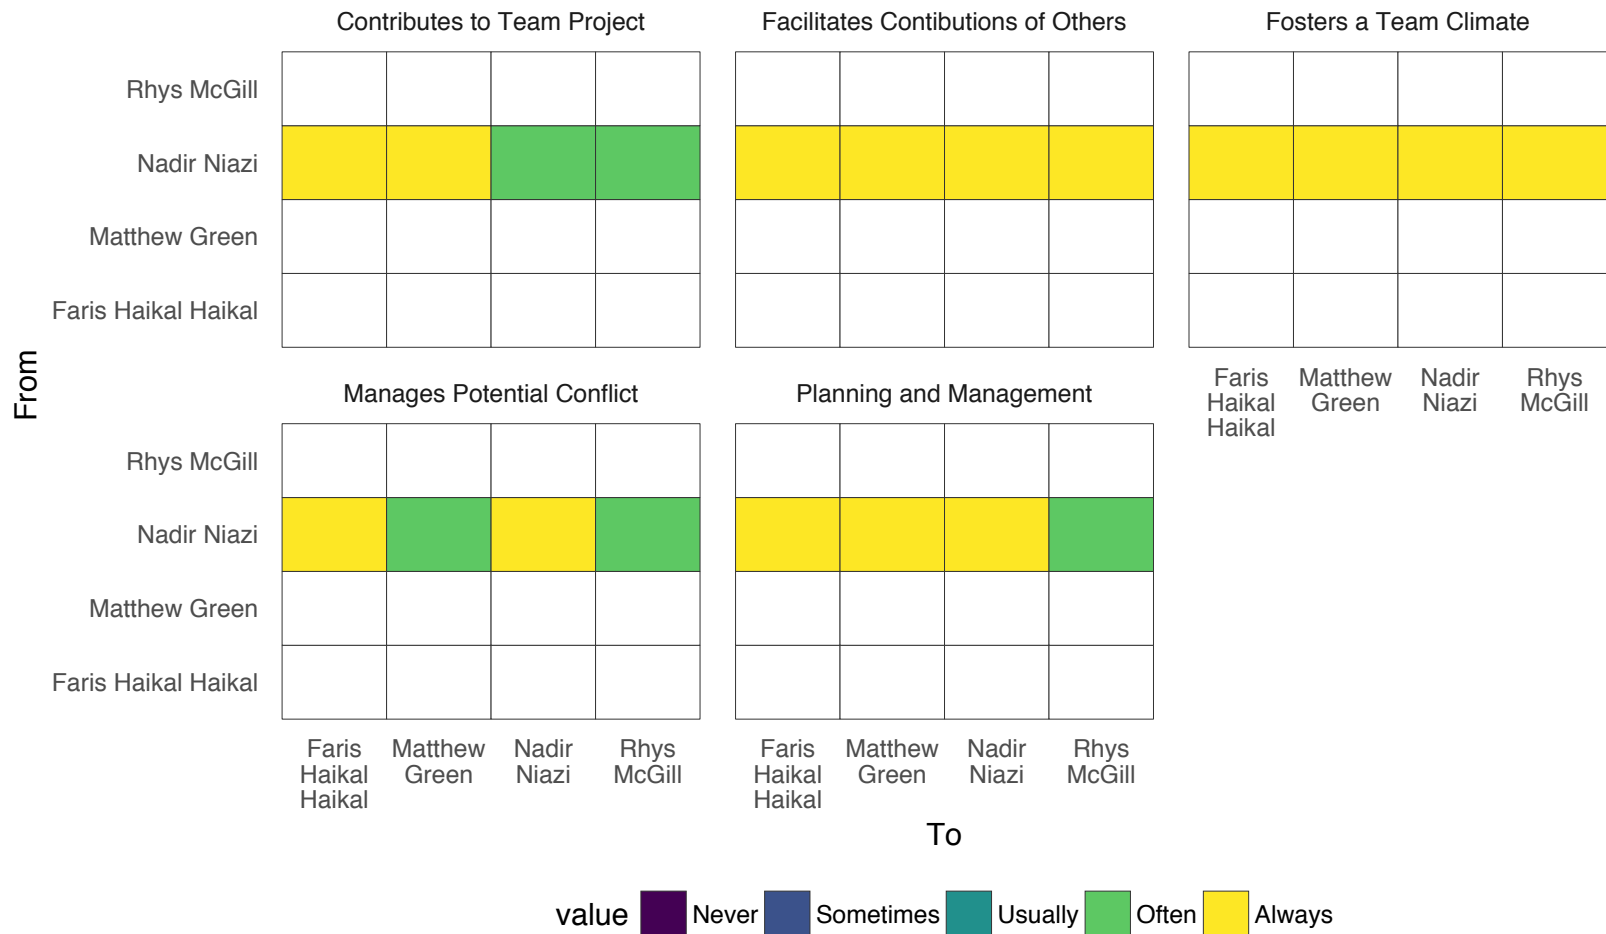 Contributes to Team Project
Facilitates Contibutions of Others
Fosters a Team Climate
Rhys McGill
Nadir Niazi
Matthew Green
Faris Haikal Haikal
Faris
Haikal
Haikal
Matthew
Green
Nadir
Niazi
Rhys
McGill
From
Manages Potential Conflict
Planning and Management
Rhys McGill
Nadir Niazi
Matthew Green
Faris Haikal Haikal
Faris
Haikal
Haikal
Matthew
Green
Nadir
Niazi
Rhys
McGill
Faris
Haikal
Haikal
Matthew
Green
Nadir
Niazi
Rhys
McGill
To
value Never Sometimes Usually Often Always